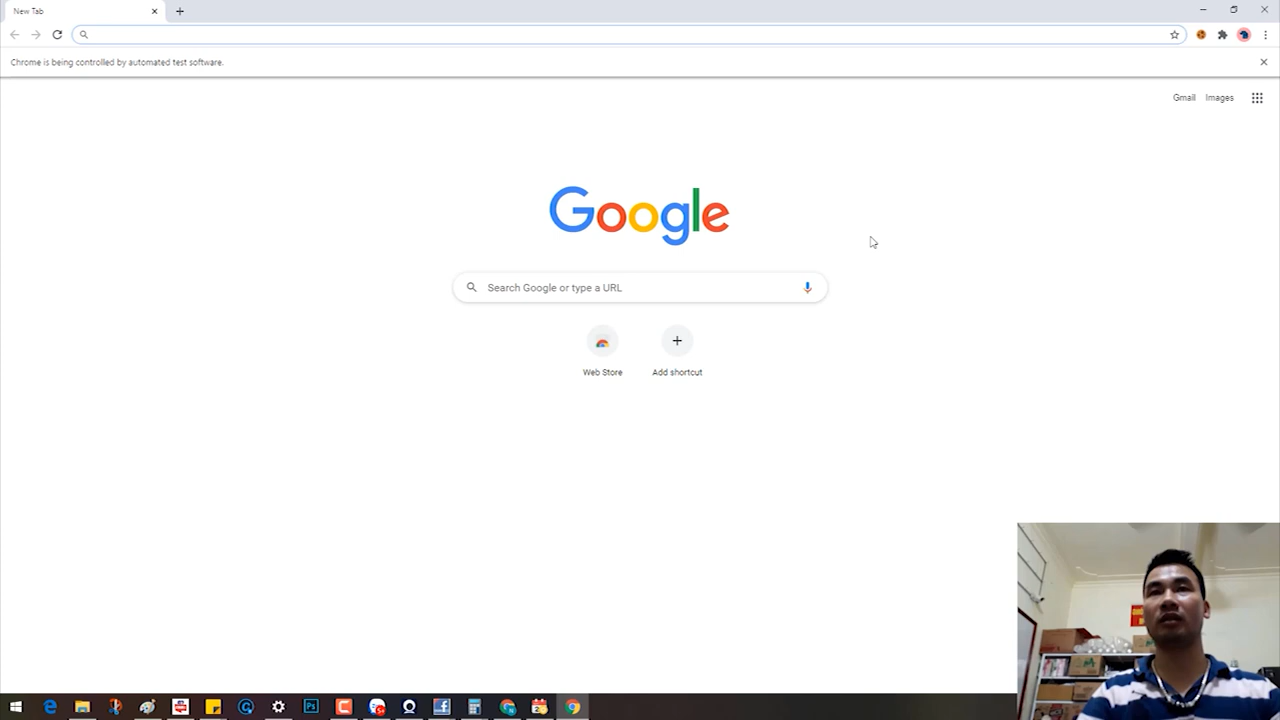 New Tab
Chrome is being controlled by automated test software.
Gmail Images
Google
Search Google or type a URL
Web Store
Add shortcut